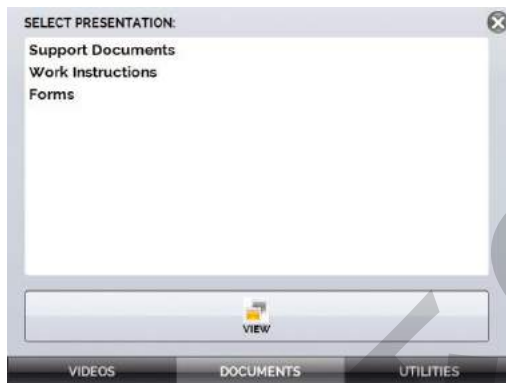 SELECT PRESENTATION:
Support Documents
Work Instructions
Forms
VIEW
VIDEOS DOCUMENTS UTILITIES